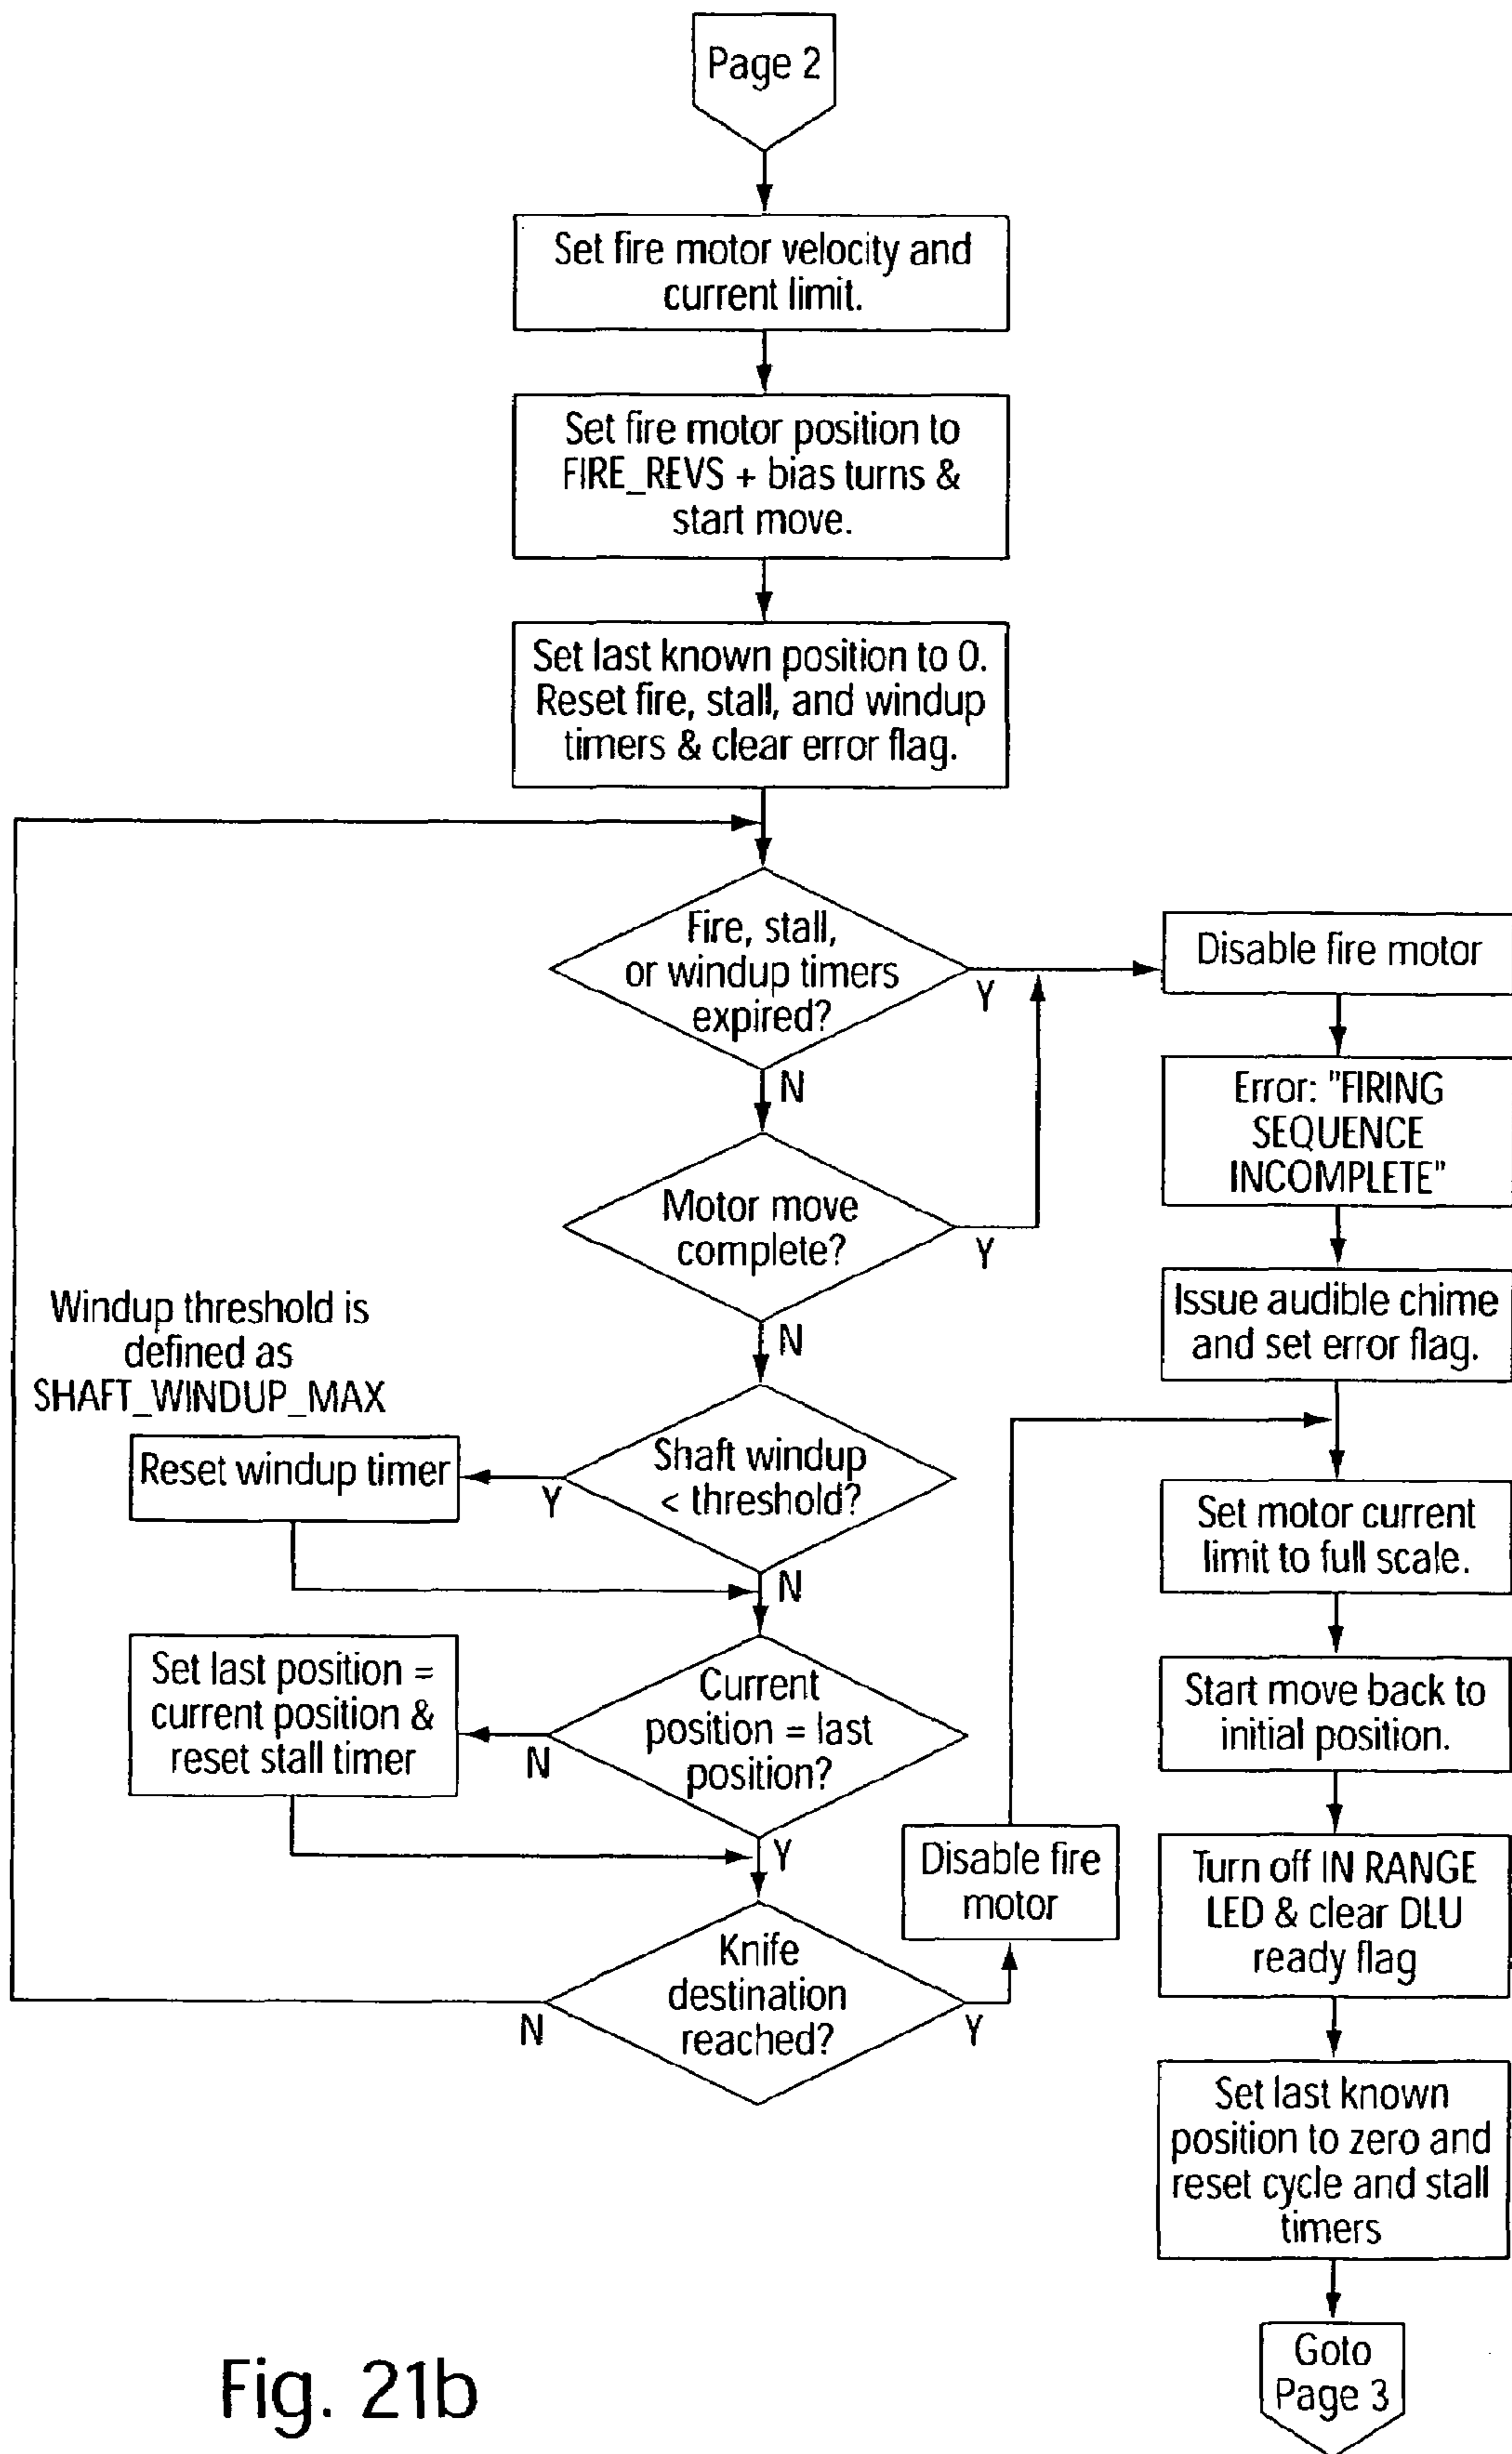 Page 2
Set fire motor velocity and
current limit.
Set fire motor position to
FIRE_REVS + bias turns &
start move.
Set last known position to 0.
Reset fire, stall, and windup
timers & clear error flag.
Fire, stall,
or windup timers
expired?
Y
N
Motor move
complete?
Y
N
Windup threshold is
defined as
SHAFT_WINDUP_MAX
Shaft windup
< threshold?
Y
N
Reset windup timer
Current
position = last
position?
N
Y
Set last position =
current position &
reset stall timer
Knife
destination
reached?
N
Y
Disable fire
motor
Disable fire motor
Error: "FIRING
SEQUENCE
INCOMPLETE"
Issue audible chime
and set error flag.
Set motor current
limit to full scale.
Start move back to
initial position.
Turn off IN RANGE
LED & clear DLU
ready flag
Set last known
position to zero and
reset cycle and stall
timers
Goto
Page 3
Fig. 21b